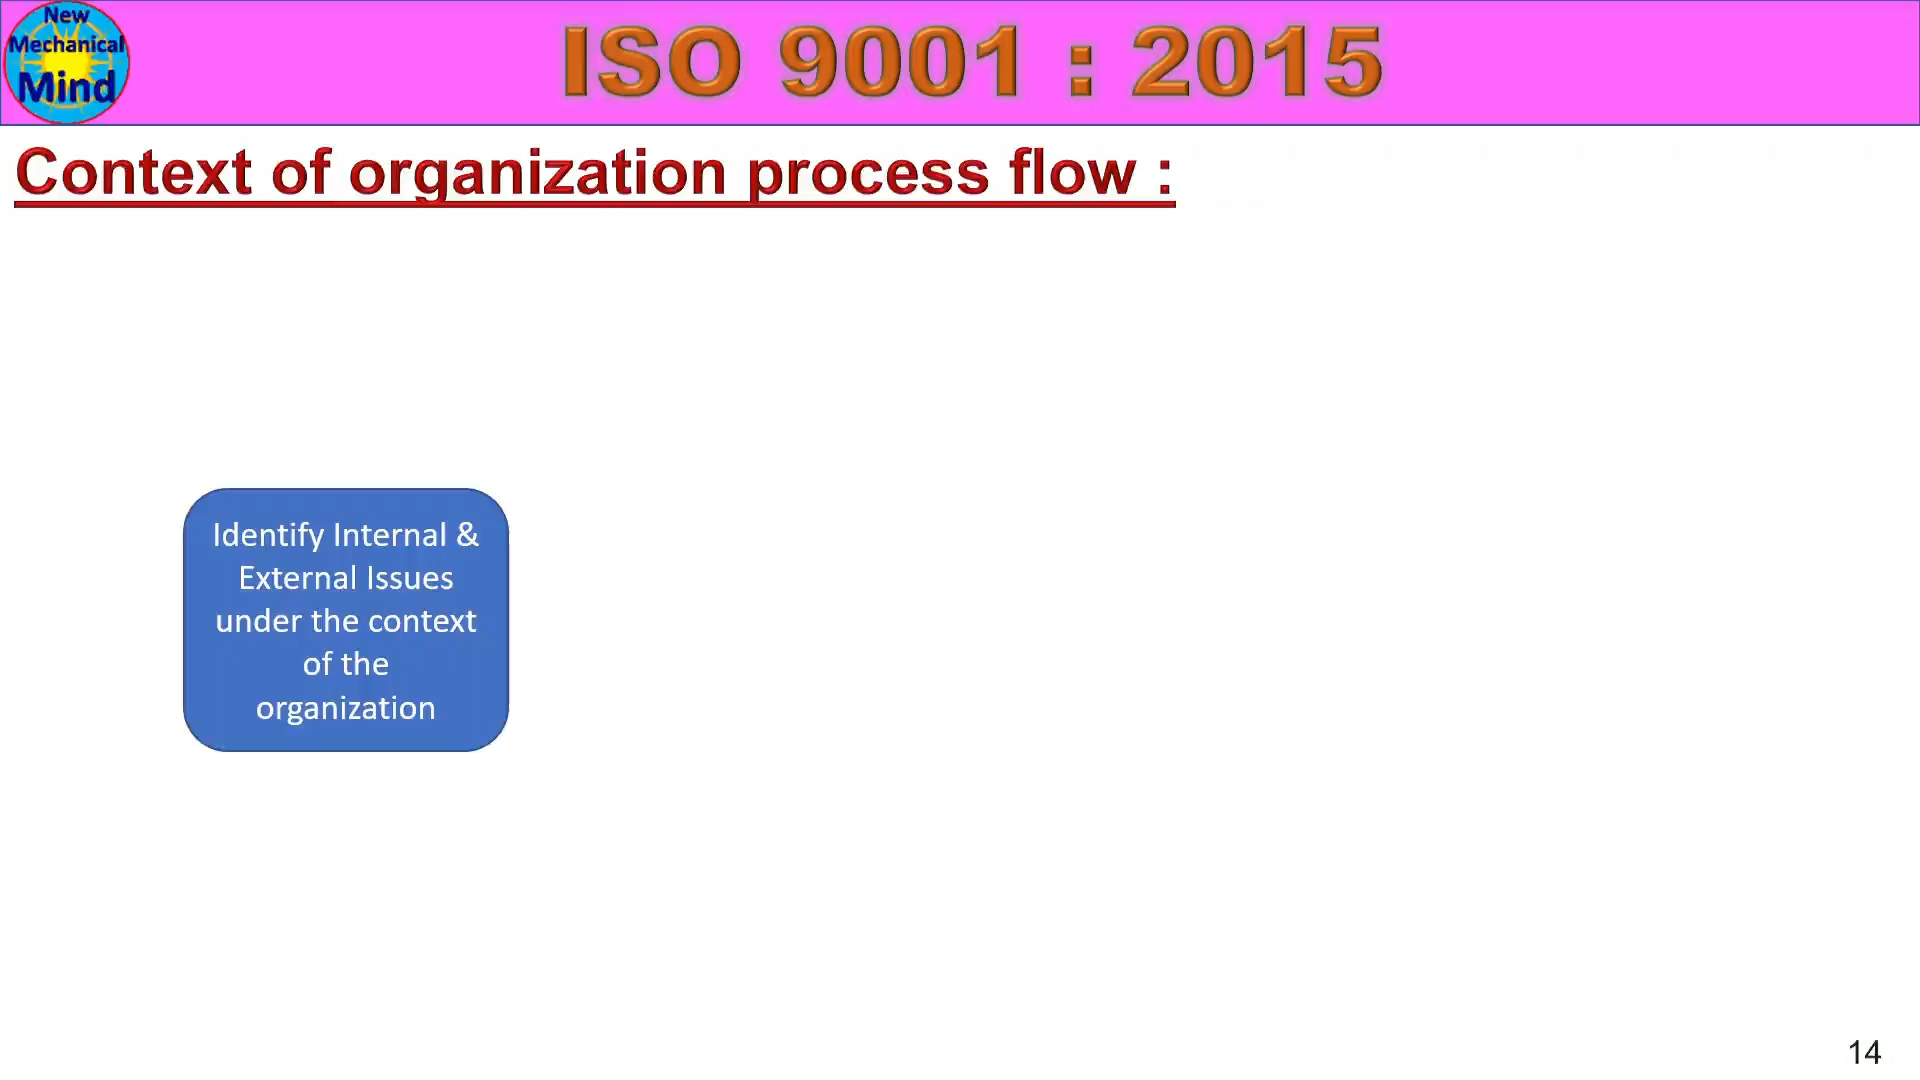 New
Mechanical
Mind
ISO 9001 : 2015
Context of organization process flow :
Identify Internal &
External Issues
under the context
of the
organization
14